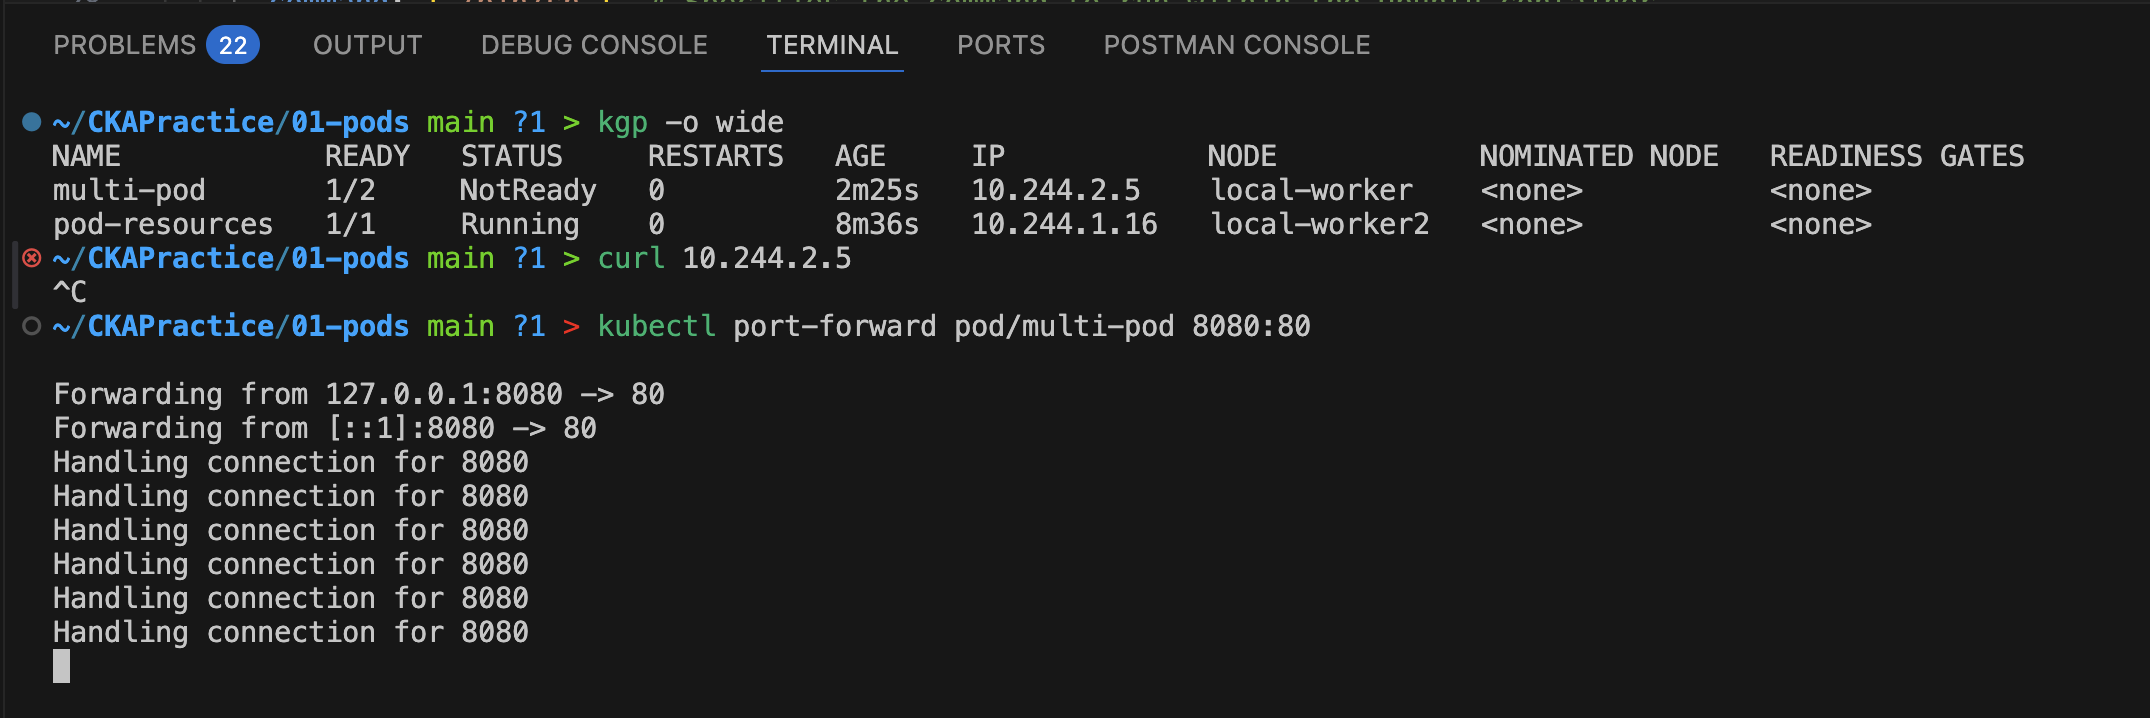 PROBLEMS 22 OUTPUT DEBUG CONSOLE TERMINAL PORTS POSTMAN CONSOLE
~/CKAPractice/01-pods main ?1 > kgp -o wide
NAME READY STATUS RESTARTS AGE IP NODE NOMINATED NODE READINESS GATES
multi-pod 1/2 NotReady 0 2m25s 10.244.2.5 local-worker <none> <none>
pod-resources 1/1 Running 0 8m36s 10.244.1.16 local-worker2 <none> <none>
~/CKAPractice/01-pods main ?1 > curl 10.244.2.5
^C
~/CKAPractice/01-pods main ?1 > kubectl port-forward pod/multi-pod 8080:80
Forwarding from 127.0.0.1:8080 -> 80
Forwarding from [::1]:8080 -> 80
Handling connection for 8080
Handling connection for 8080
Handling connection for 8080
Handling connection for 8080
Handling connection for 8080
Handling connection for 8080